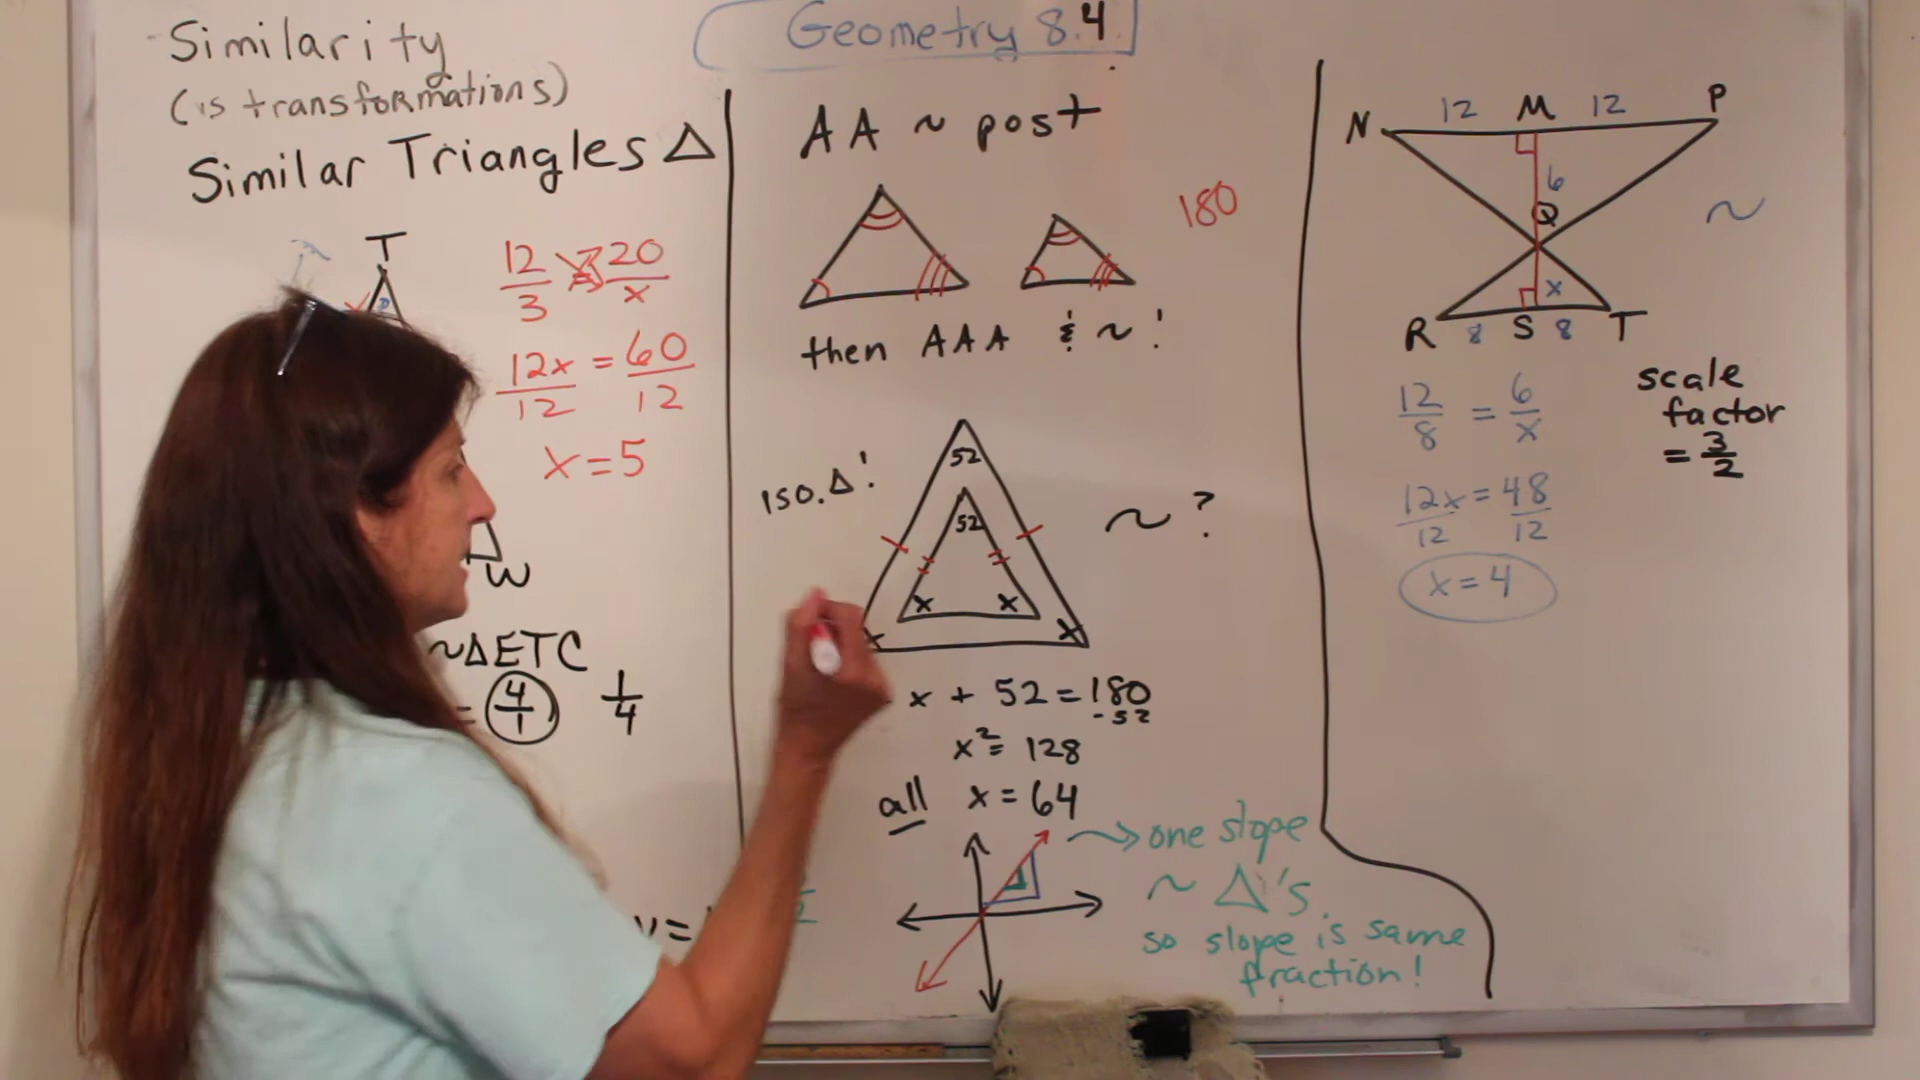 Geometry 8.4
Similarity
(is transformations)
Similar Triangles △
T
12/3 = 20/x
12x/12 = 60/12
x = 5
W
~△ETC
= 4/1 1/4
AA ~ post
180
then AAA & ~ !
iso. △!
52
52
x x
x x
~ ?
x + 52 = 180
-52
x² = 128
all x = 64
one slope
~ △'s
so slope is same
fraction!
N 12 M 12 P
6
Q
~
x
R 8 S 8 T
12/8 = 6/x
scale
factor
= 3/2
12x/12 = 48/12
x = 4